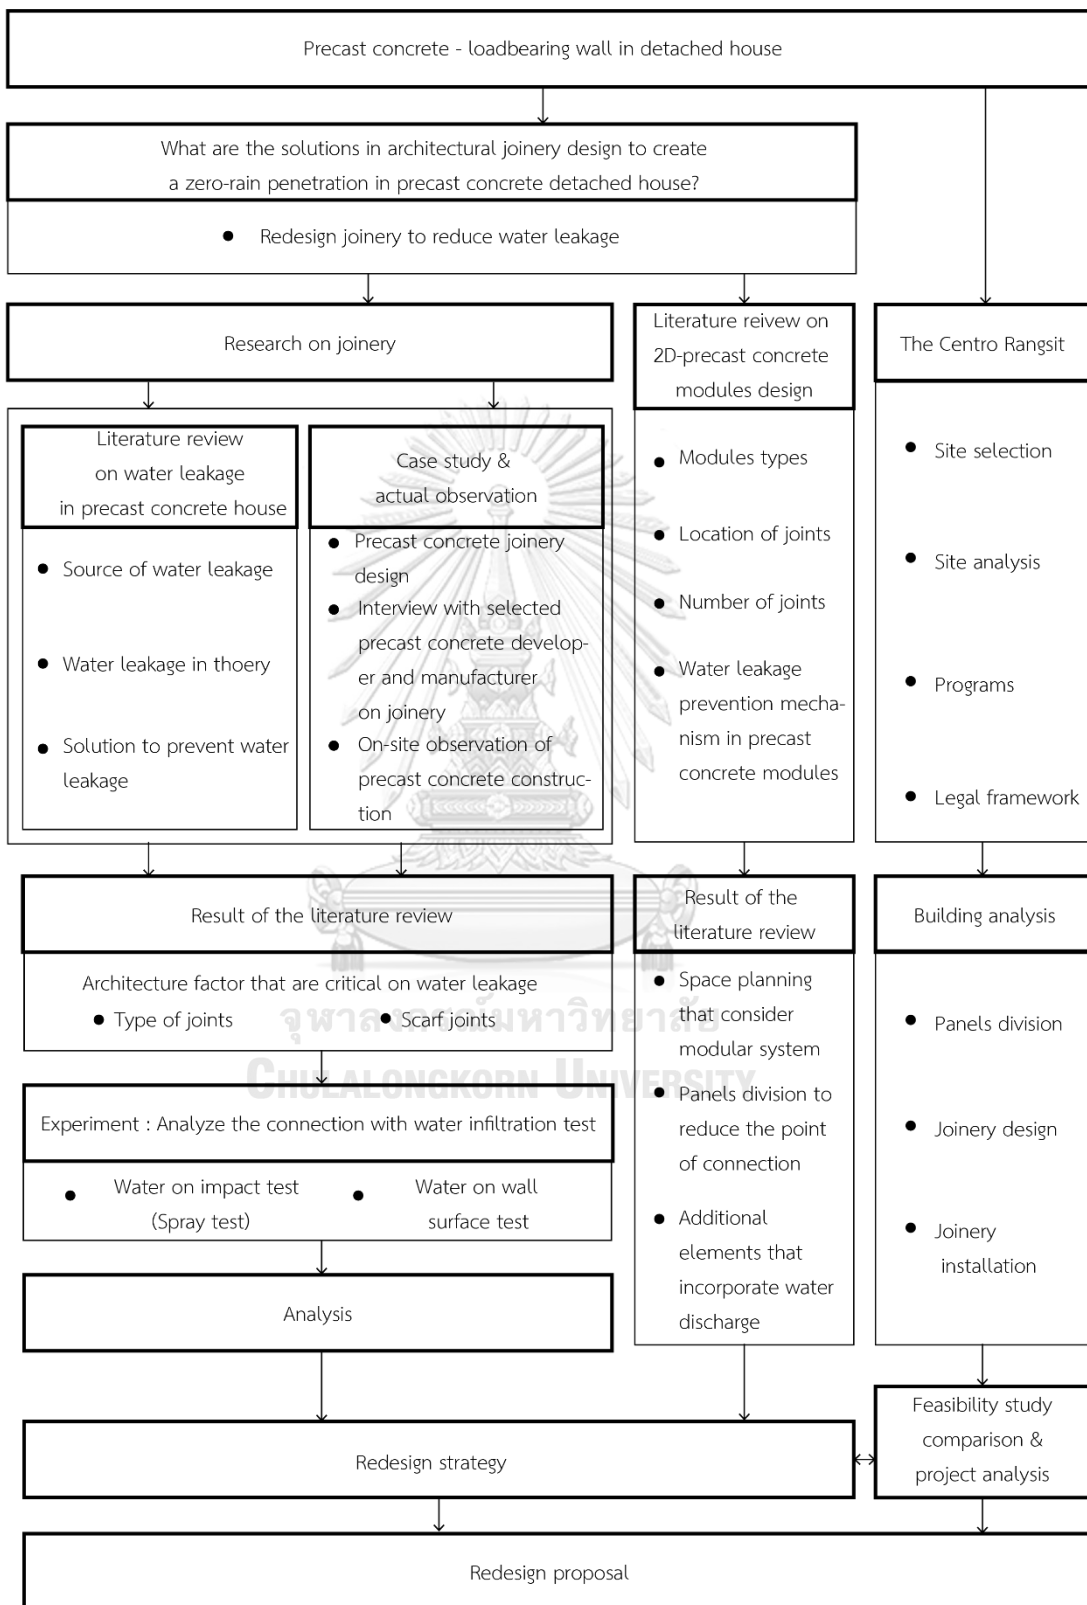 Precast concrete - loadbearing wall in detached house
What are the solutions in architectural joinery design to create
a zero-rain penetration in precast concrete detached house?
● Redesign joinery to reduce water leakage
Research on joinery
Literature reivew on
2D-precast concrete
modules design
The Centro Rangsit
Literature review
on water leakage
in precast concrete house
● Source of water leakage
● Water leakage in thoery
● Solution to prevent water
leakage
Case study &
actual observation
● Precast concrete joinery
design
● Interview with selected
precast concrete develop-
er and manufacturer
on joinery
● On-site observation of
precast concrete construc-
tion
● Modules types
● Location of joints
● Number of joints
● Water leakage
prevention mecha-
nism in precast
concrete modules
● Site selection
● Site analysis
● Programs
● Legal framework
Result of the literature review
Architecture factor that are critical on water leakage
● Type of joints
● Scarf joints
Result of the
literature review
● Space planning
that consider
modular system
● Panels division to
reduce the point
of connection
● Additional
elements that
incorporate water
discharge
Building analysis
● Panels division
● Joinery design
● Joinery
installation
จุฬาลงกรณ์มหาวิทยาลัย
CHULALONGKORN UNIVERSITY
Experiment : Analyze the connection with water infiltration test
● Water on impact test
(Spray test)
● Water on wall
surface test
Analysis
Redesign strategy
Feasibility study
comparison &
project analysis
Redesign proposal